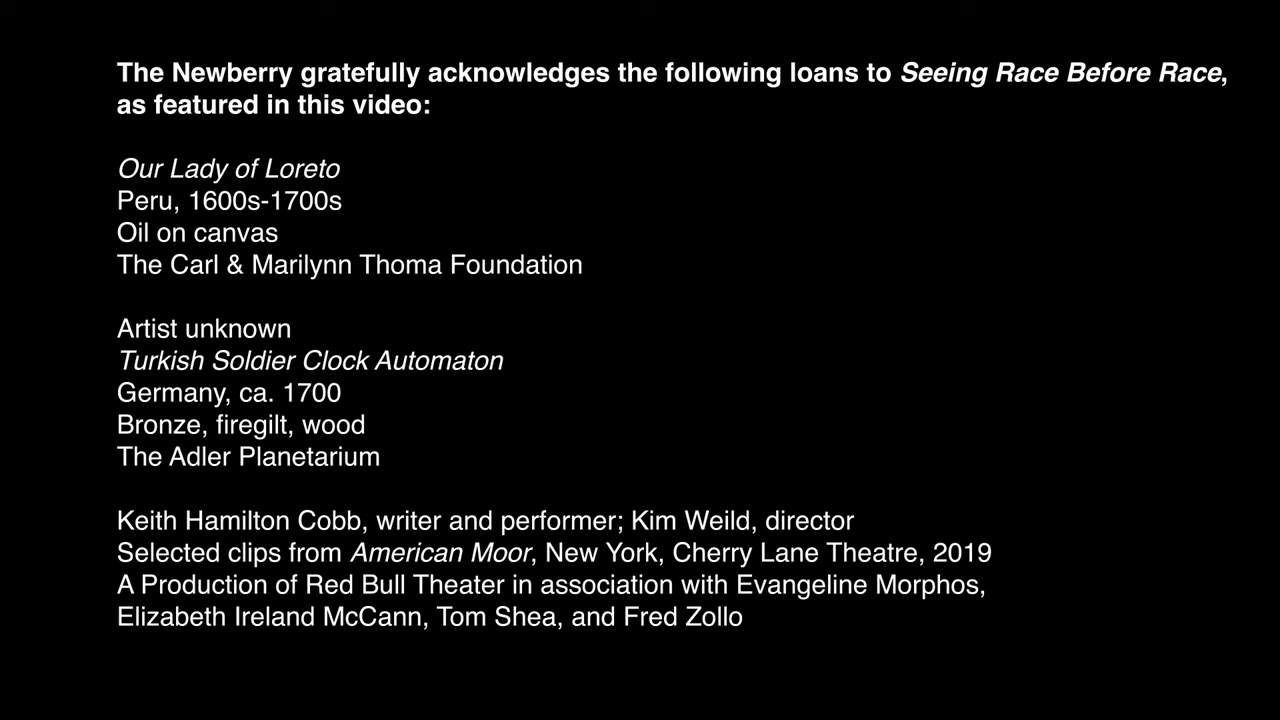 The Newberry gratefully acknowledges the following loans to Seeing Race Before Race,
as featured in this video:
Our Lady of Loreto
Peru, 1600s-1700s
Oil on canvas
The Carl & Marilynn Thoma Foundation
Artist unknown
Turkish Soldier Clock Automaton
Germany, ca. 1700
Bronze, firegilt, wood
The Adler Planetarium
Keith Hamilton Cobb, writer and performer; Kim Weild, director
Selected clips from American Moor, New York, Cherry Lane Theatre, 2019
A Production of Red Bull Theater in association with Evangeline Morphos,
Elizabeth Ireland McCann, Tom Shea, and Fred Zollo